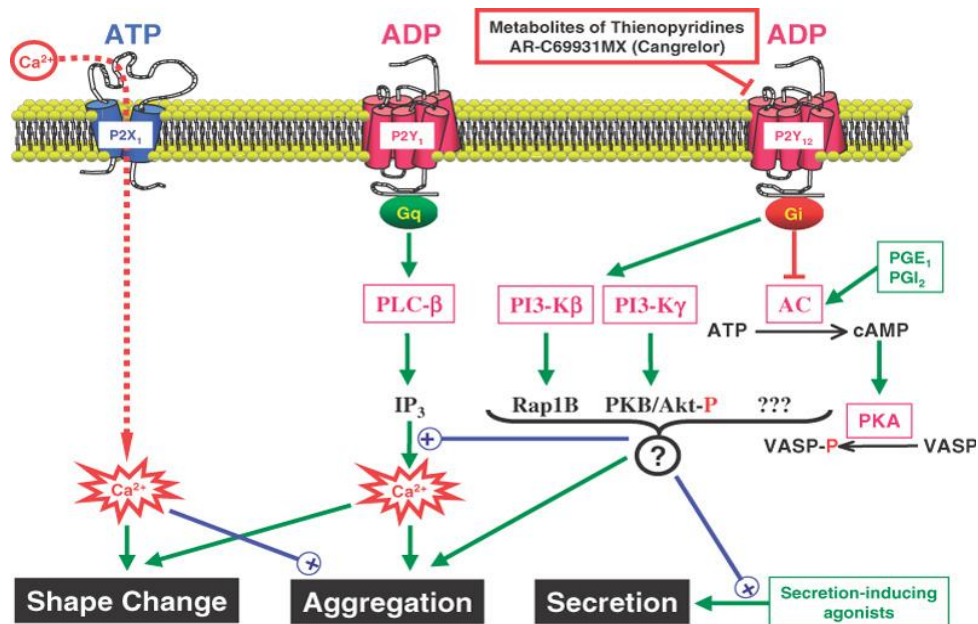 ATP
ADP
Metabolites of Thienopyridines
AR-C69931MX (Cangrelor)
ADP
Ca²⁺
P2X₁
P2Y₁
P2Y₁₂
Gq
Gi
PGE₁
PGI₂
PLC-β
PI3-Kβ
PI3-Kγ
AC
ATP
cAMP
IP₃
Rap1B
PKB/Akt-P
???
PKA
+
?
VASP-P
VASP
Ca²⁺
Ca²⁺
+
+
Shape Change
Aggregation
Secretion
Secretion-inducing
agonists